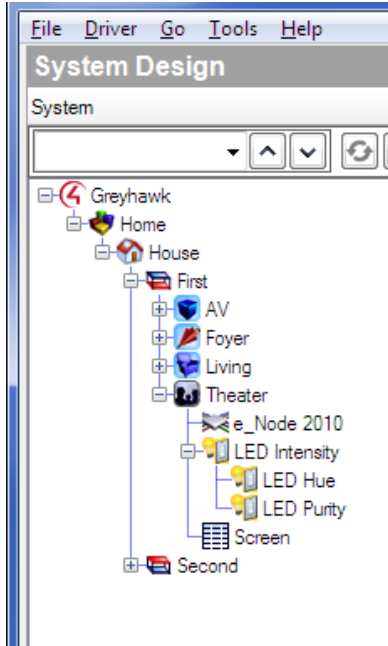 File Driver Go Tools Help
System Design
System
Greyhawk
Home
House
First
AV
Foyer
Living
Theater
e_Node 2010
LED Intensity
LED Hue
LED Purity
Screen
Second